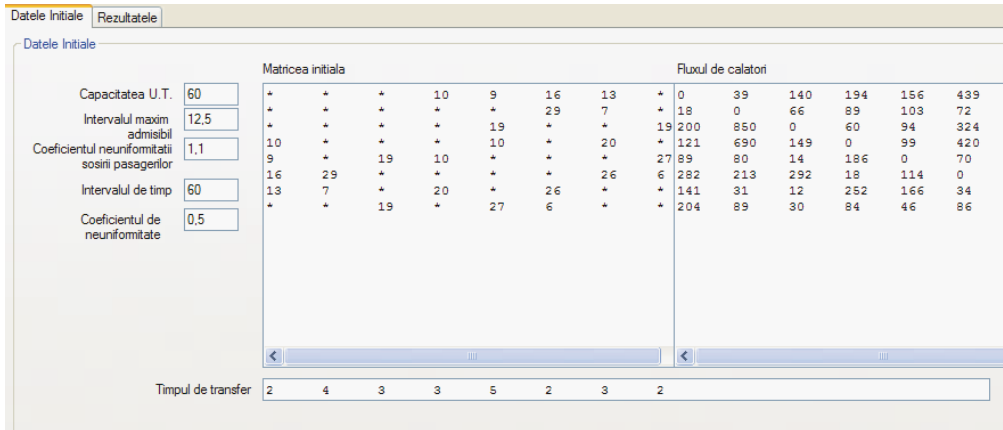 Datele Initiale Rezultatele
Datele Initiale
Matricea initiala Fluxul de calatori
Capacitatea U.T. 60
Intervalul maxim admisibil 12,5
Coeficientul neuniformitatii sosirii pasagerilor 1,1
Intervalul de timp 60
Coeficientul de neuniformitate 0,5
* * * 10 9 16 13 * 0 39 140 194 156 439
* * * * * 29 7 * 18 0 66 89 103 72
* * * * 19 * * 19 200 850 0 60 94 324
10 * * * 10 * 20 * 121 690 149 0 99 420
9 * 19 10 * * * 27 89 80 14 186 0 70
16 29 * * * * 26 6 282 213 292 18 114 0
13 7 * 20 * 26 * * 141 31 12 252 166 34
* * 19 * 27 6 * * 204 89 30 84 46 86
Timpul de transfer 2 4 3 3 5 2 3 2